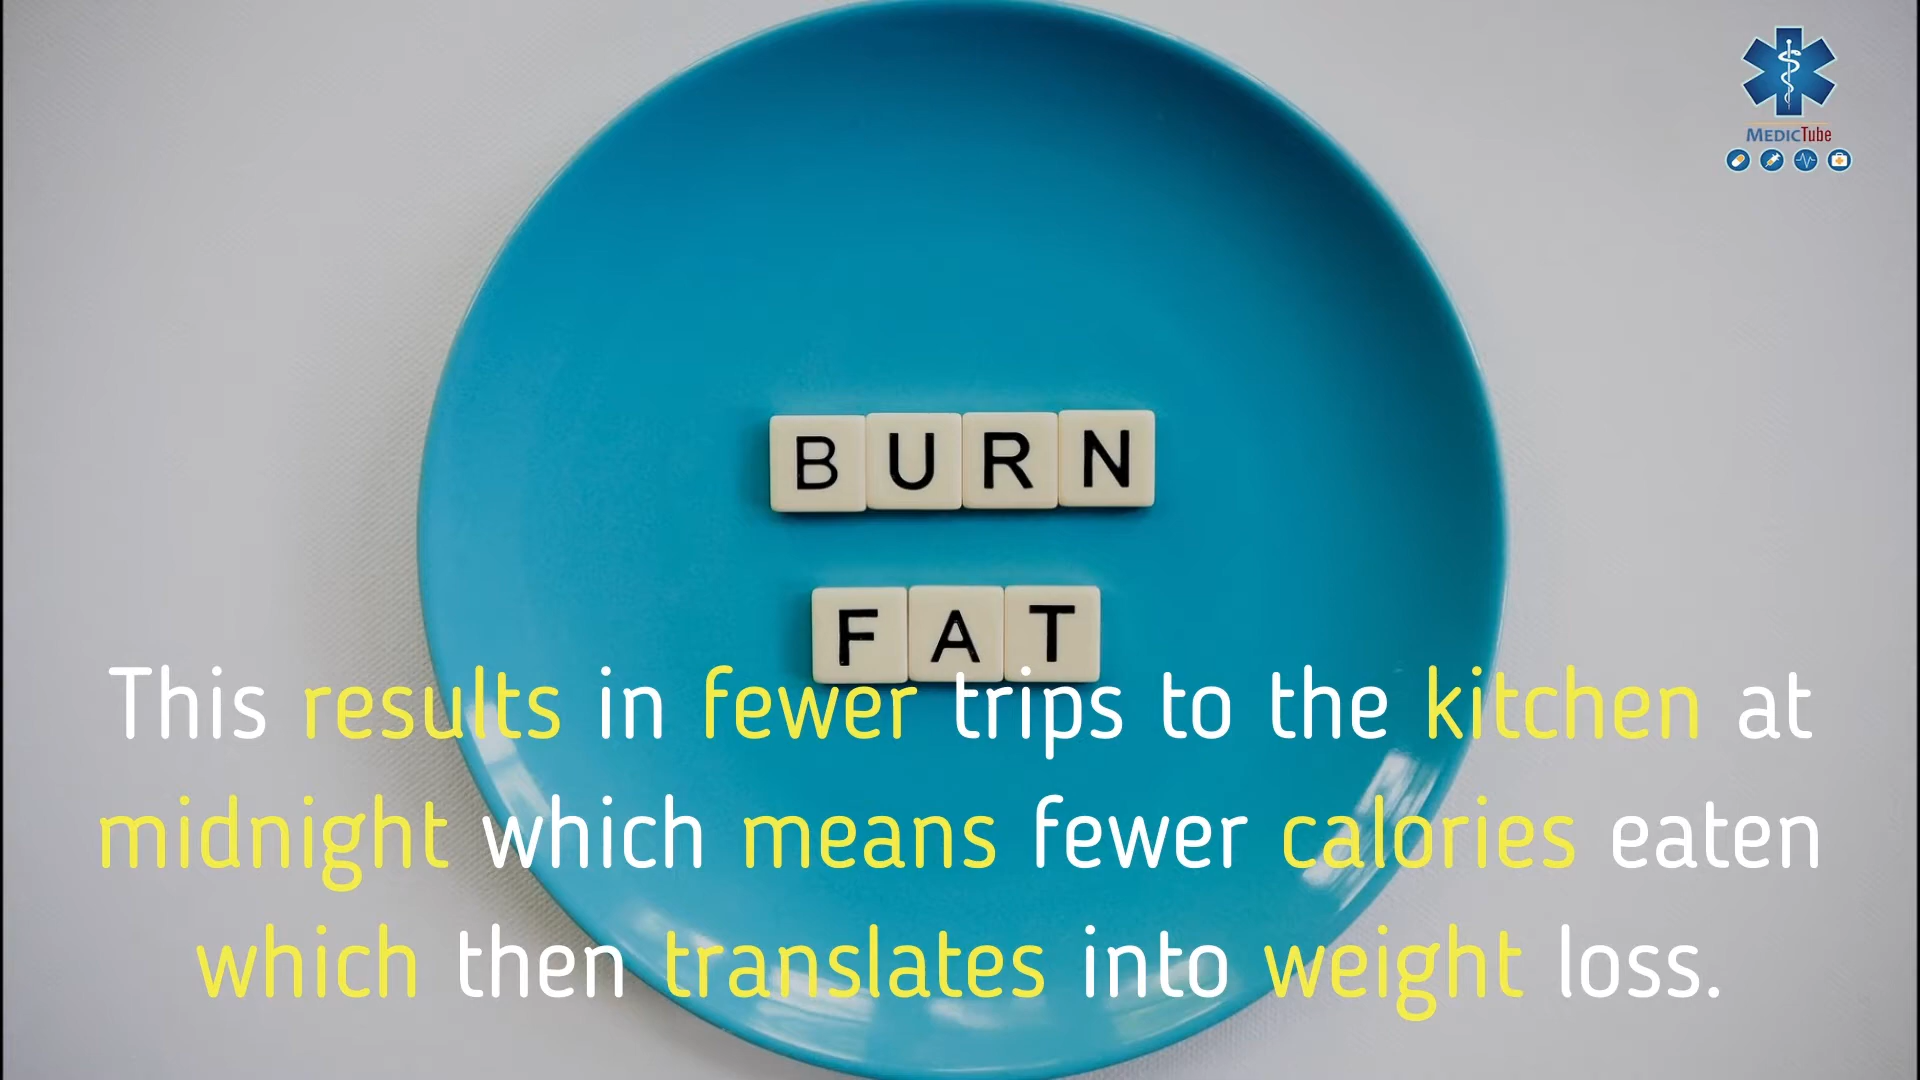 MEDICTube
BURN
FAT
This results in fewer trips to the kitchen at
midnight which means fewer calories eaten
which then translates into weight loss.